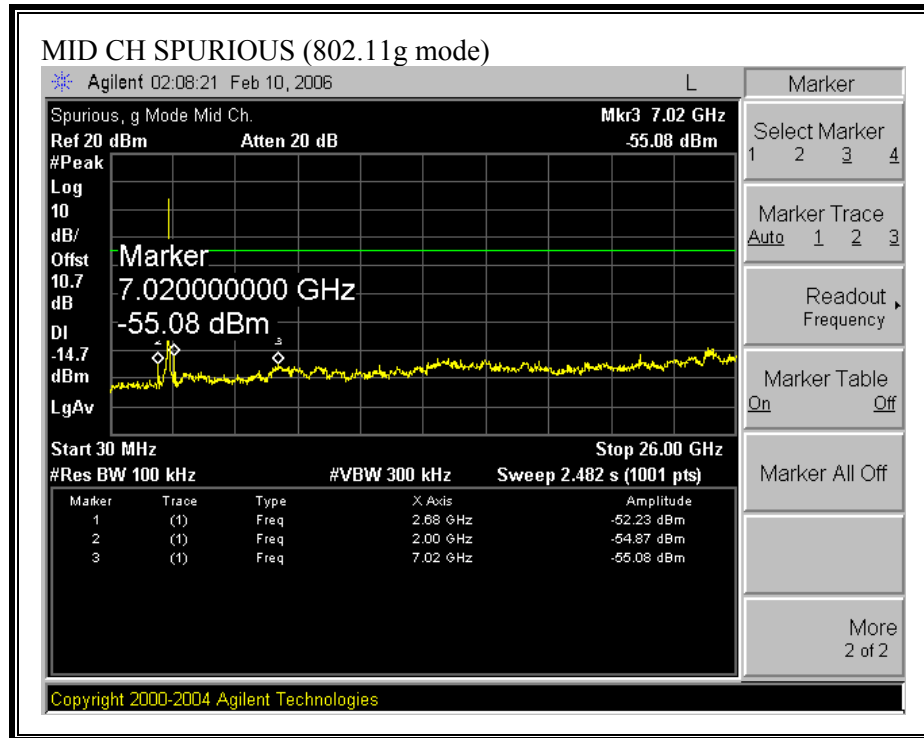 MID CH SPURIOUS (802.11g mode)
Agilent 02:08:21 Feb 10, 2006 L
Spurious, g Mode Mid Ch. Mkr3 7.02 GHz
Ref 20 dBm Atten 20 dB -55.08 dBm
#Peak
Log
10
dB/
Offst
10.7
dB
DI
-14.7
dBm
LgAv
Marker
7.020000000 GHz
-55.08 dBm
3
Start 30 MHz Stop 26.00 GHz
#Res BW 100 kHz #VBW 300 kHz Sweep 2.482 s (1001 pts)
Marker Trace Type X Axis Amplitude
1 (1) Freq 2.68 GHz -52.23 dBm
2 (1) Freq 2.00 GHz -54.87 dBm
3 (1) Freq 7.02 GHz -55.08 dBm
Copyright 2000-2004 Agilent Technologies
Marker
Select Marker
1 2 3 4
Marker Trace
Auto 1 2 3
Readout
Frequency
Marker Table
On Off
Marker All Off
More
2 of 2